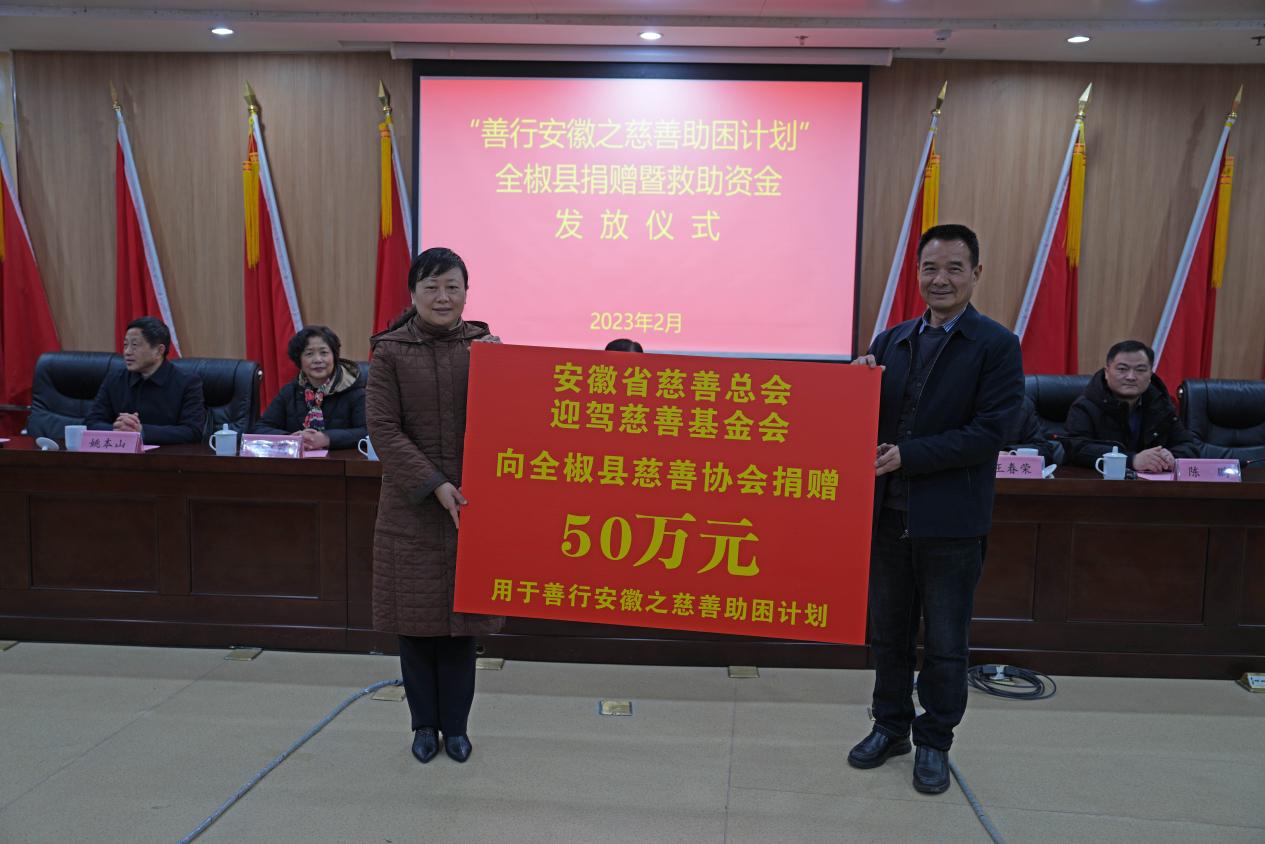 “善行安徽之慈善助困计划”
全椒县捐赠暨救助资金
发放仪式
2023年2月
安徽省慈善总会
迎驾慈善基金会
向全椒县慈善协会捐赠
50万元
用于善行安徽之慈善助困计划
姚本山
王春荣
陈